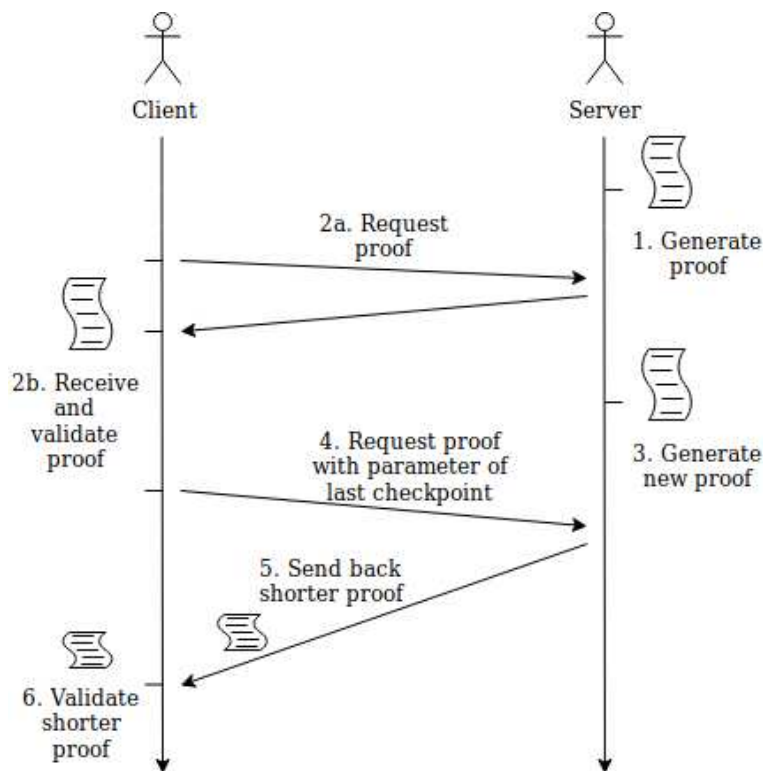 Client
Server
2a. Request
proof
1. Generate
proof
2b. Receive
and
validate
proof
4. Request proof
with parameter of
last checkpoint
3. Generate
new proof
5. Send back
shorter proof
6. Validate
shorter
proof